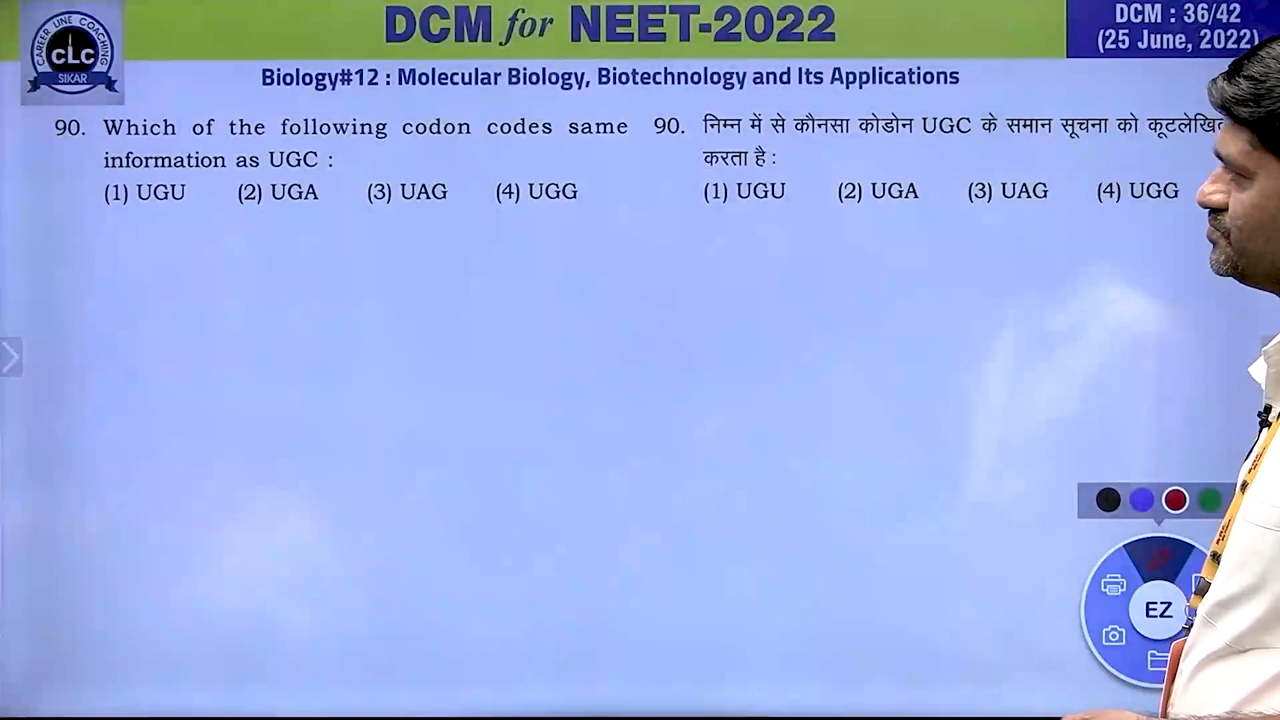 CAREER LINE COACHING
CLC
SIKAR
DCM for NEET-2022
DCM : 36/42
(25 June, 2022)
Biology#12 : Molecular Biology, Biotechnology and Its Applications
90. Which of the following codon codes same
information as UGC :
(1) UGU (2) UGA (3) UAG (4) UGG
90. निम्न में से कौनसा कोडोन UGC के समान सूचना को
करता है :
(1) UGU (2) UGA (3) UAG (4) UGG
EZ